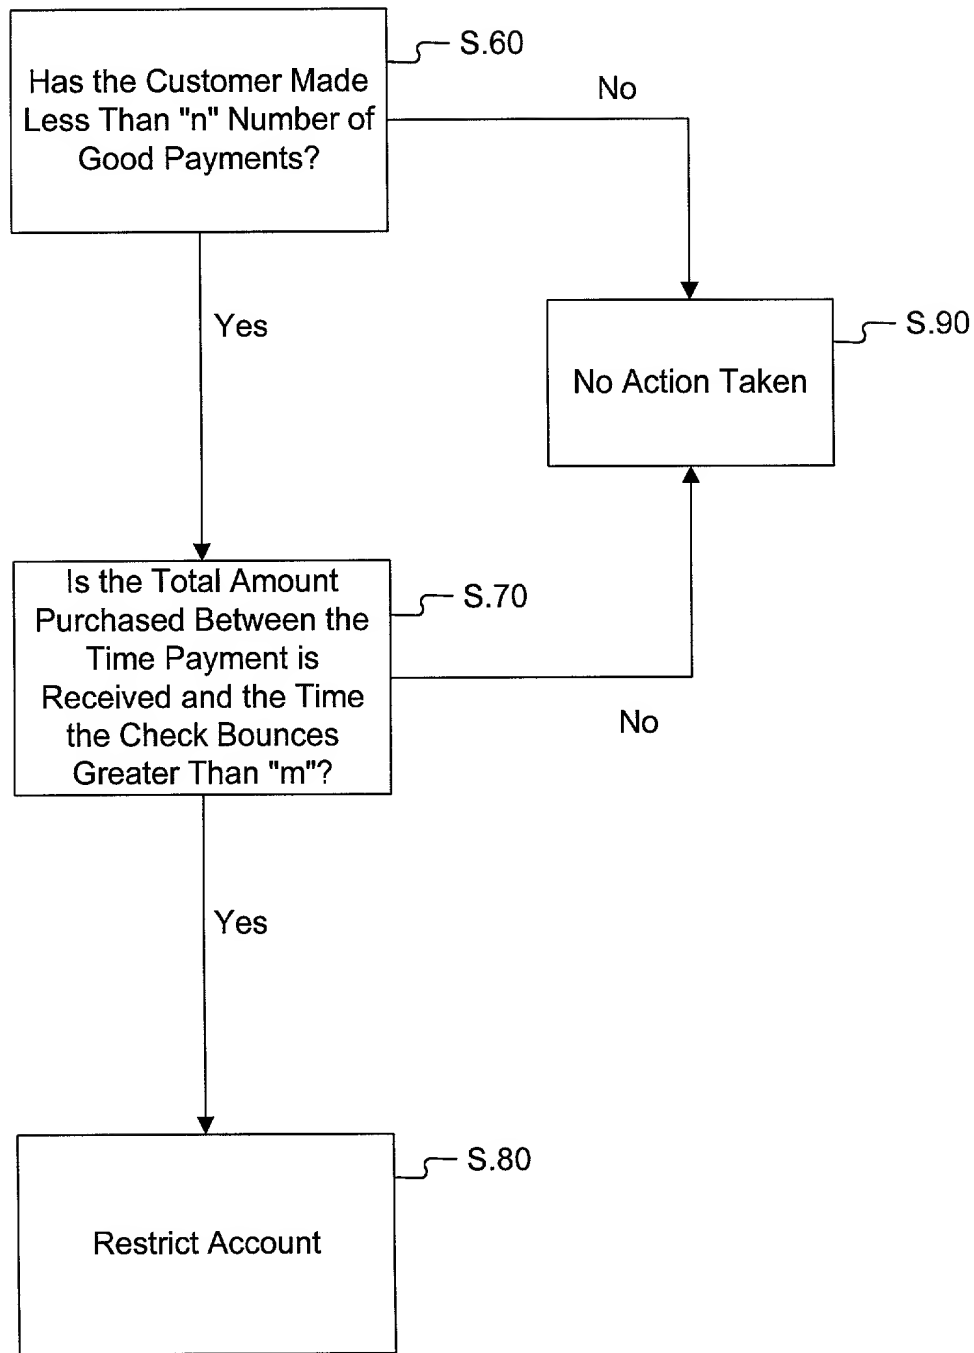 S.60
Has the Customer Made
Less Than "n" Number of
Good Payments?
No
Yes
S.90
No Action Taken
Is the Total Amount
Purchased Between the
Time Payment is
Received and the Time
the Check Bounces
Greater Than "m"?
S.70
No
Yes
S.80
Restrict Account